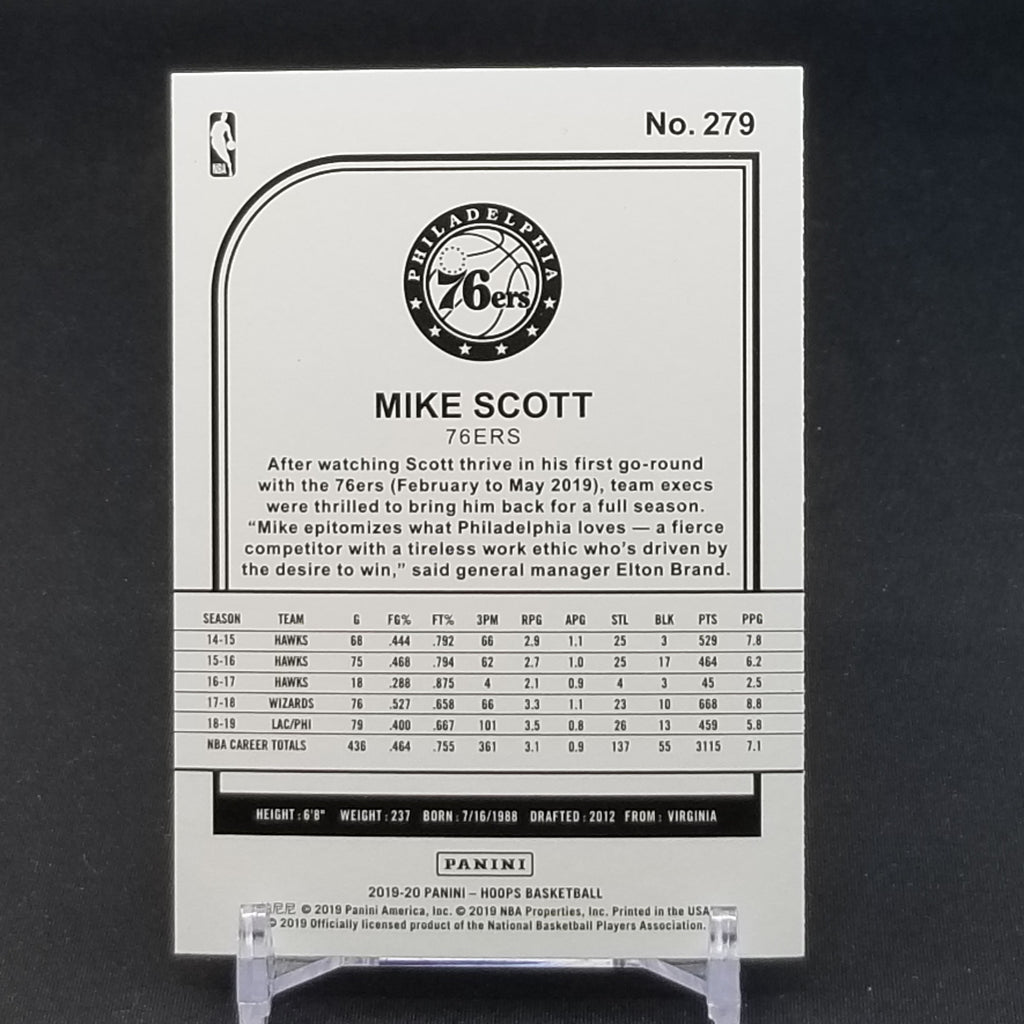 No. 279
NBA
PHILADELPHIA
76ers
MIKE SCOTT
76ERS
After watching Scott thrive in his first go-round
with the 76ers (February to May 2019), team execs
were thrilled to bring him back for a full season.
“Mike epitomizes what Philadelphia loves — a fierce
competitor with a tireless work ethic who’s driven by
the desire to win,” said general manager Elton Brand.
SEASON TEAM G FG% FT% 3PM RPG APG STL BLK PTS PPG
14-15 HAWKS 68 .444 .792 66 2.9 1.1 25 3 529 7.8
15-16 HAWKS 75 .468 .794 62 2.7 1.0 25 17 464 6.2
16-17 HAWKS 18 .288 .875 4 2.1 0.9 4 3 45 2.5
17-18 WIZARDS 76 .527 .658 66 3.3 1.1 23 10 668 8.8
18-19 LAC/PHI 79 .400 .667 101 3.5 0.8 26 13 459 5.8
NBA CAREER TOTALS 436 .464 .755 361 3.1 0.9 137 55 3115 7.1
HEIGHT: 6'8" WEIGHT: 237 BORN: 7/16/1988 DRAFTED: 2012 FROM: VIRGINIA
PANINI
2019-20 PANINI – HOOPS BASKETBALL
尼尼 © 2019 Panini America, Inc. © 2019 NBA Properties, Inc. Printed in the USA
© 2019 Officially licensed product of the National Basketball Players Association.